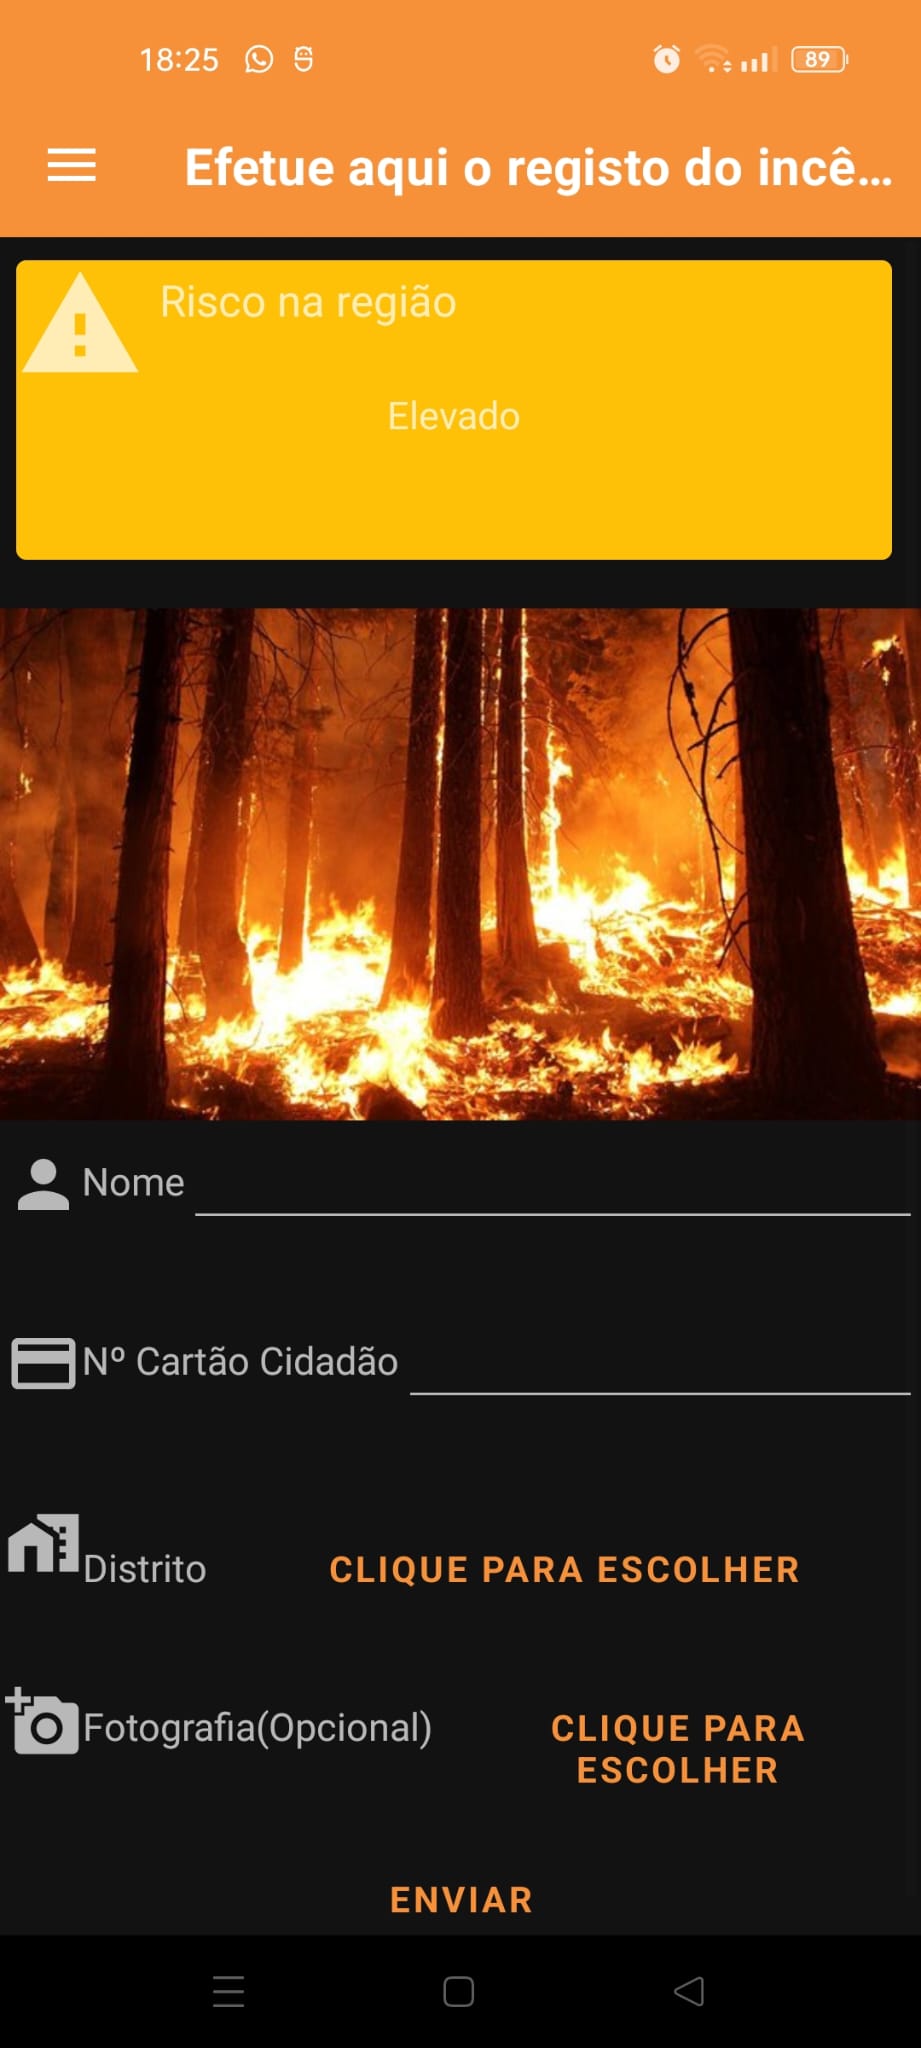 18:25
89
Efetue aqui o registo do incê...
Risco na região
Elevado
Nome
Nº Cartão Cidadão
Distrito
CLIQUE PARA ESCOLHER
Fotografia(Opcional)
CLIQUE PARA
ESCOLHER
ENVIAR